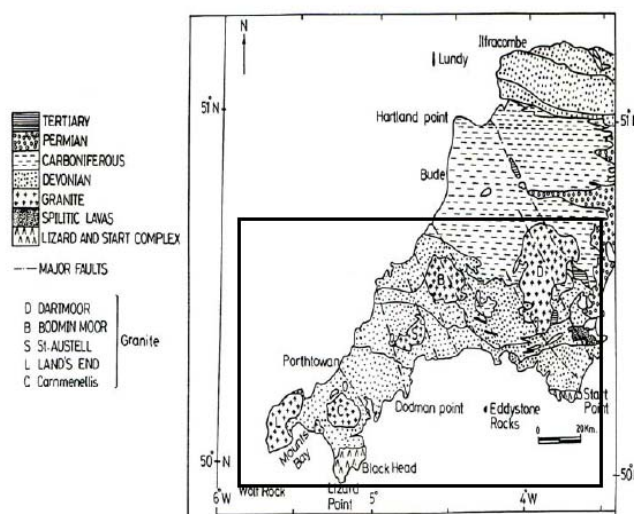 N
Ilfracombe
Lundy
51°N
51°N
Hartland point
TERTIARY
PERMIAN
CARBONIFEROUS
DEVONIAN
GRANITE
SPILITIC LAVAS
LIZARD AND START COMPLEX
MAJOR FAULTS
Bude
D DARTMOOR
B BODMIN MOOR
S St-AUSTELL
L LAND'S END
C Carnmenellis
Granite
D
B
S
L
C
Porthtowan
Dodman point
Eddystone
Rocks
Start
Point
0 20Km.
Mounts
Bay
Black Head
50°N
50°N
Wolf Rock
Lizard
Point
6°W
5°
4°W